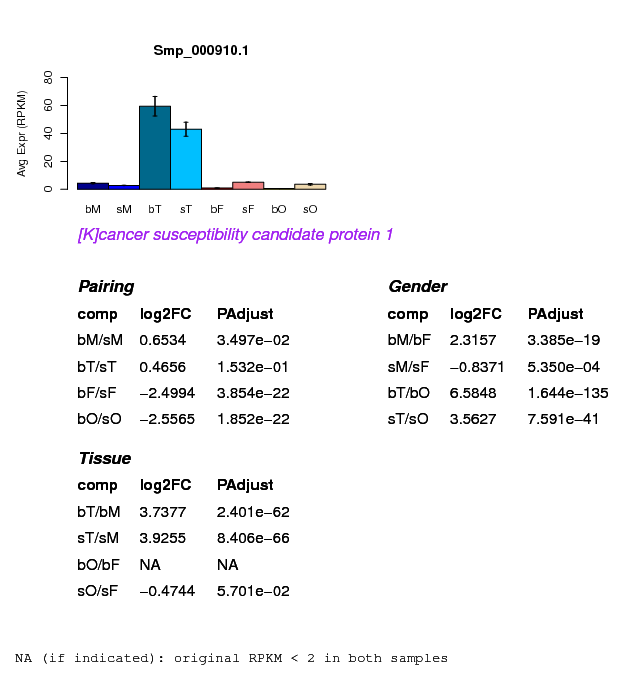 Smp_000910.1
Avg Expr (RPKM)
80
60
40
20
0
bM sM bT sT bF sF bO sO
[K]cancer susceptibility candidate protein 1
Pairing
comp log2FC PAdjust
bM/sM 0.6534 3.497e−02
bT/sT 0.4656 1.532e−01
bF/sF −2.4994 3.854e−22
bO/sO −2.5565 1.852e−22
Gender
comp log2FC PAdjust
bM/bF 2.3157 3.385e−19
sM/sF −0.8371 5.350e−04
bT/bO 6.5848 1.644e−135
sT/sO 3.5627 7.591e−41
Tissue
comp log2FC PAdjust
bT/bM 3.7377 2.401e−62
sT/sM 3.9255 8.406e−66
bO/bF NA NA
sO/sF −0.4744 5.701e−02
NA (if indicated): original RPKM < 2 in both samples